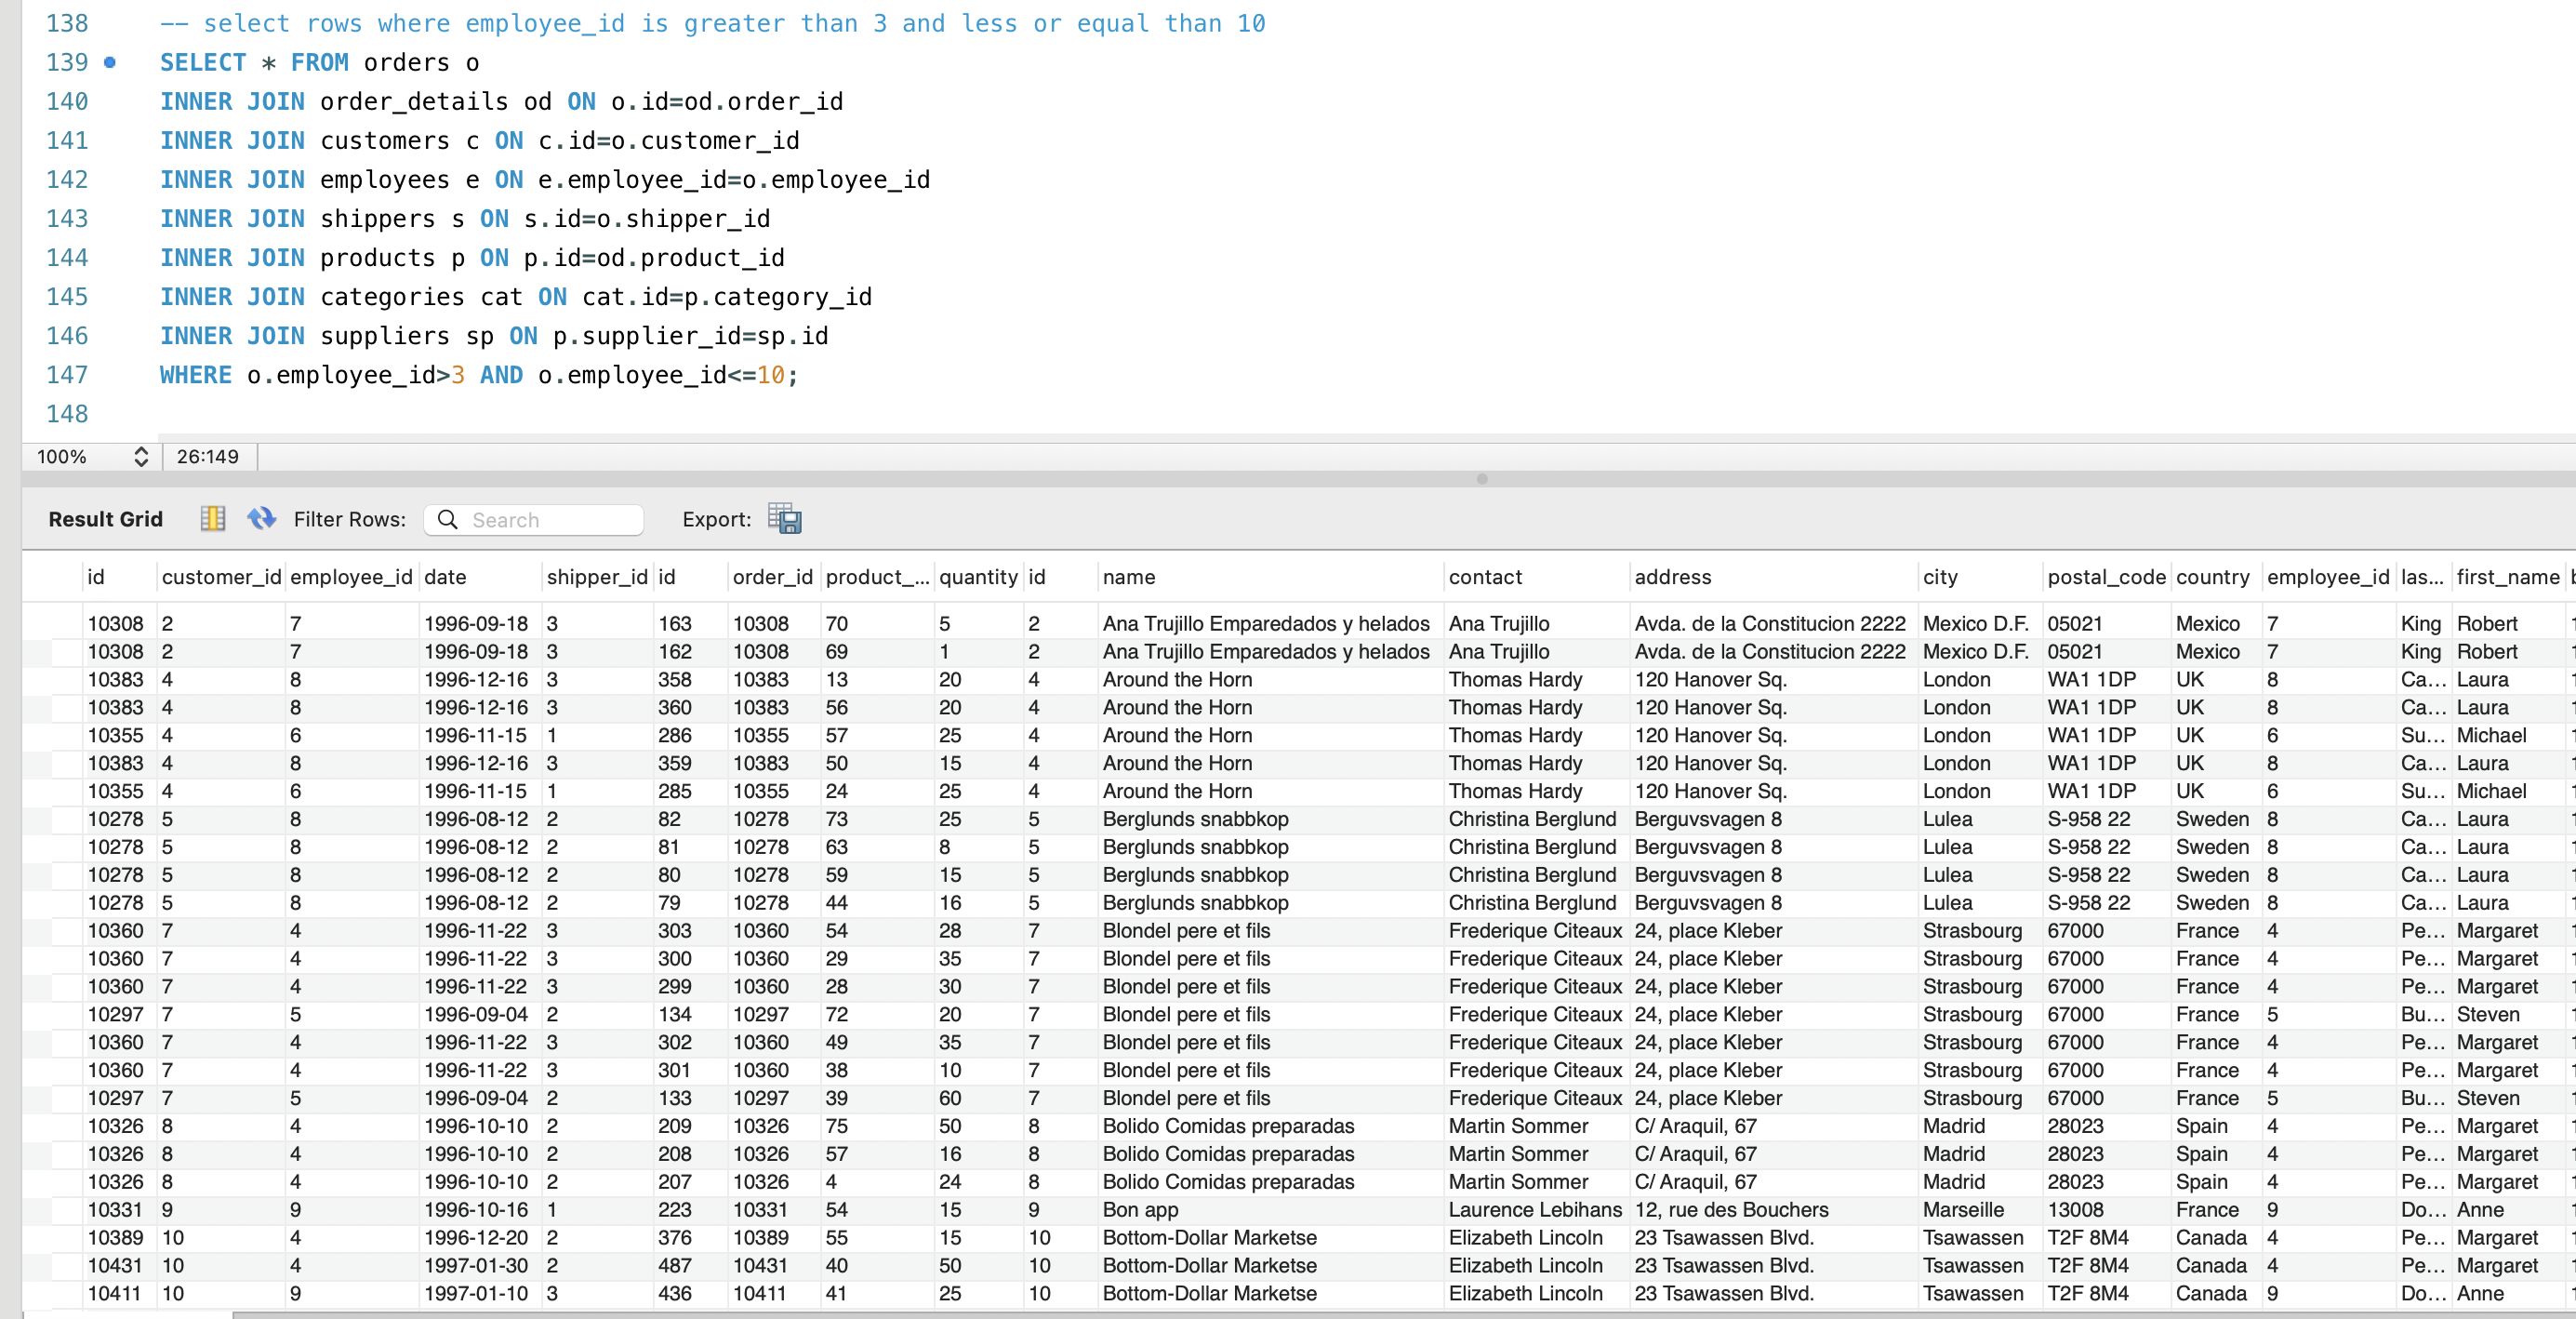 138 -- select rows where employee_id is greater than 3 and less or equal than 10
139 SELECT * FROM orders o
140 INNER JOIN order_details od ON o.id=od.order_id
141 INNER JOIN customers c ON c.id=o.customer_id
142 INNER JOIN employees e ON e.employee_id=o.employee_id
143 INNER JOIN shippers s ON s.id=o.shipper_id
144 INNER JOIN products p ON p.id=od.product_id
145 INNER JOIN categories cat ON cat.id=p.category_id
146 INNER JOIN suppliers sp ON p.supplier_id=sp.id
147 WHERE o.employee_id>3 AND o.employee_id<=10;
148
100% 26:149
Result Grid Filter Rows: Search Export:
id customer_id employee_id date shipper_id id order_id product_... quantity id name contact address city postal_code country employee_id las... first_name
10308 2 7 1996-09-18 3 163 10308 70 5 2 Ana Trujillo Emparedados y helados Ana Trujillo Avda. de la Constitucion 2222 Mexico D.F. 05021 Mexico 7 King Robert
10308 2 7 1996-09-18 3 162 10308 69 1 2 Ana Trujillo Emparedados y helados Ana Trujillo Avda. de la Constitucion 2222 Mexico D.F. 05021 Mexico 7 King Robert
10383 4 8 1996-12-16 3 358 10383 13 20 4 Around the Horn Thomas Hardy 120 Hanover Sq. London WA1 1DP UK 8 Ca... Laura
10383 4 8 1996-12-16 3 360 10383 56 20 4 Around the Horn Thomas Hardy 120 Hanover Sq. London WA1 1DP UK 8 Ca... Laura
10355 4 6 1996-11-15 1 286 10355 57 25 4 Around the Horn Thomas Hardy 120 Hanover Sq. London WA1 1DP UK 6 Su... Michael
10383 4 8 1996-12-16 3 359 10383 50 15 4 Around the Horn Thomas Hardy 120 Hanover Sq. London WA1 1DP UK 8 Ca... Laura
10355 4 6 1996-11-15 1 285 10355 24 25 4 Around the Horn Thomas Hardy 120 Hanover Sq. London WA1 1DP UK 6 Su... Michael
10278 5 8 1996-08-12 2 82 10278 73 25 5 Berglunds snabbkop Christina Berglund Berguvsvagen 8 Lulea S-958 22 Sweden 8 Ca... Laura
10278 5 8 1996-08-12 2 81 10278 63 8 5 Berglunds snabbkop Christina Berglund Berguvsvagen 8 Lulea S-958 22 Sweden 8 Ca... Laura
10278 5 8 1996-08-12 2 80 10278 59 15 5 Berglunds snabbkop Christina Berglund Berguvsvagen 8 Lulea S-958 22 Sweden 8 Ca... Laura
10278 5 8 1996-08-12 2 79 10278 44 16 5 Berglunds snabbkop Christina Berglund Berguvsvagen 8 Lulea S-958 22 Sweden 8 Ca... Laura
10360 7 4 1996-11-22 3 303 10360 54 28 7 Blondel pere et fils Frederique Citeaux 24, place Kleber Strasbourg 67000 France 4 Pe... Margaret
10360 7 4 1996-11-22 3 300 10360 29 35 7 Blondel pere et fils Frederique Citeaux 24, place Kleber Strasbourg 67000 France 4 Pe... Margaret
10360 7 4 1996-11-22 3 299 10360 28 30 7 Blondel pere et fils Frederique Citeaux 24, place Kleber Strasbourg 67000 France 4 Pe... Margaret
10297 7 5 1996-09-04 2 134 10297 72 20 7 Blondel pere et fils Frederique Citeaux 24, place Kleber Strasbourg 67000 France 5 Bu... Steven
10360 7 4 1996-11-22 3 302 10360 49 35 7 Blondel pere et fils Frederique Citeaux 24, place Kleber Strasbourg 67000 France 4 Pe... Margaret
10360 7 4 1996-11-22 3 301 10360 38 10 7 Blondel pere et fils Frederique Citeaux 24, place Kleber Strasbourg 67000 France 4 Pe... Margaret
10297 7 5 1996-09-04 2 133 10297 39 60 7 Blondel pere et fils Frederique Citeaux 24, place Kleber Strasbourg 67000 France 5 Bu... Steven
10326 8 4 1996-10-10 2 209 10326 75 50 8 Bolido Comidas preparadas Martin Sommer C/ Araquil, 67 Madrid 28023 Spain 4 Pe... Margaret
10326 8 4 1996-10-10 2 208 10326 57 16 8 Bolido Comidas preparadas Martin Sommer C/ Araquil, 67 Madrid 28023 Spain 4 Pe... Margaret
10326 8 4 1996-10-10 2 207 10326 4 24 8 Bolido Comidas preparadas Martin Sommer C/ Araquil, 67 Madrid 28023 Spain 4 Pe... Margaret
10331 9 9 1996-10-16 1 223 10331 54 15 9 Bon app Laurence Lebihans 12, rue des Bouchers Marseille 13008 France 9 Do... Anne
10389 10 4 1996-12-20 2 376 10389 55 15 10 Bottom-Dollar Marketse Elizabeth Lincoln 23 Tsawassen Blvd. Tsawassen T2F 8M4 Canada 4 Pe... Margaret
10431 10 4 1997-01-30 2 487 10431 40 50 10 Bottom-Dollar Marketse Elizabeth Lincoln 23 Tsawassen Blvd. Tsawassen T2F 8M4 Canada 4 Pe... Margaret
10411 10 9 1997-01-10 3 436 10411 41 25 10 Bottom-Dollar Marketse Elizabeth Lincoln 23 Tsawassen Blvd. Tsawassen T2F 8M4 Canada 9 Do... Anne